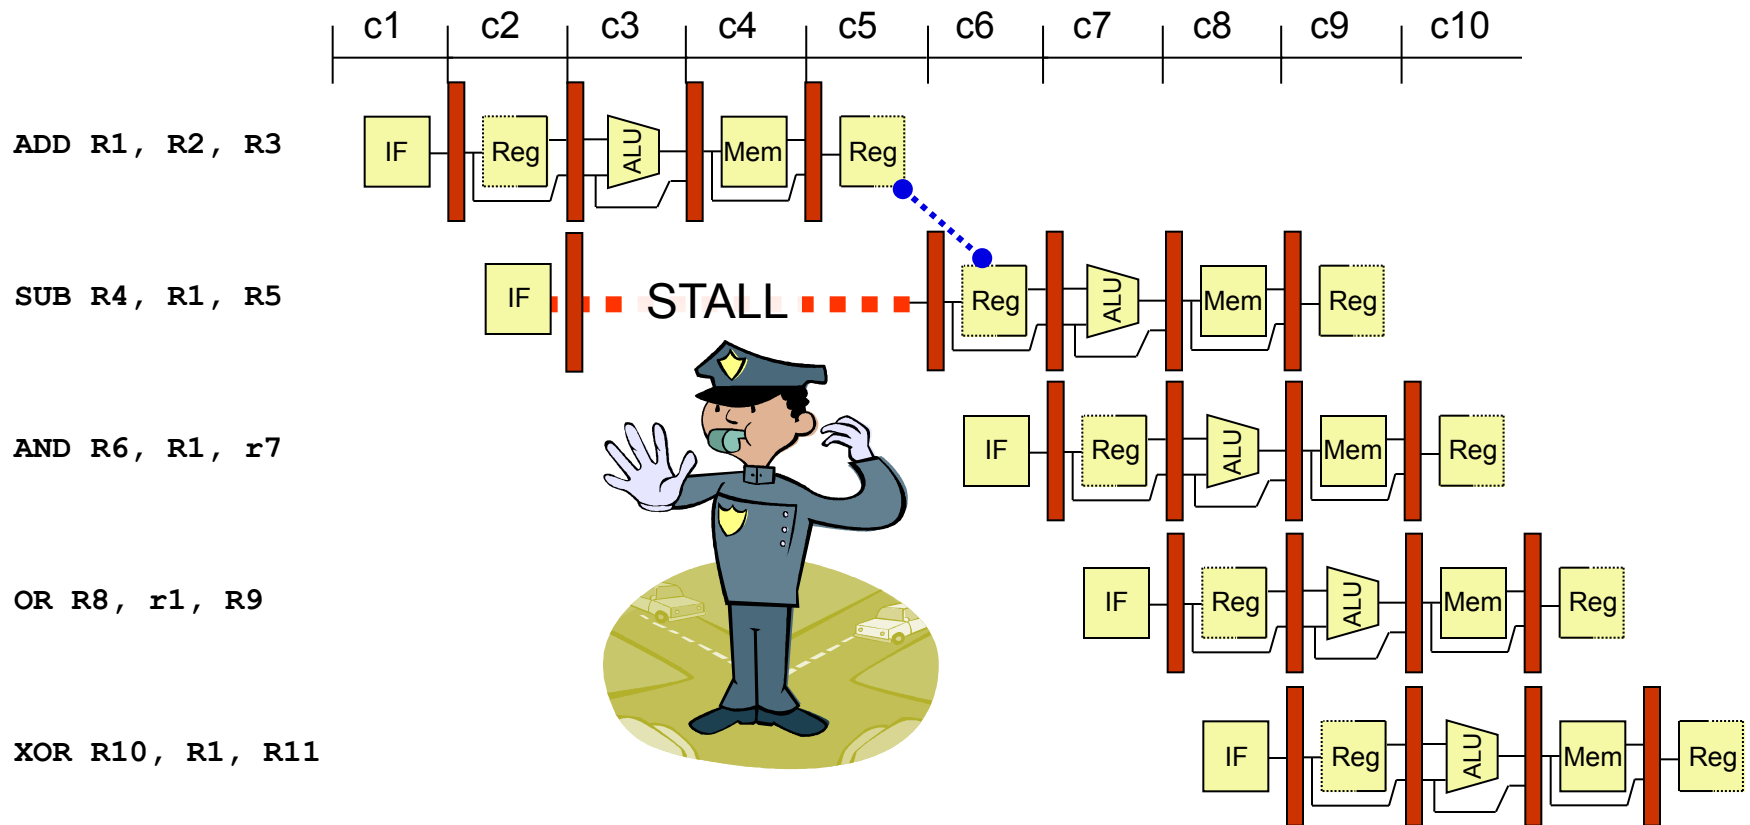 c1 c2 c3 c4 c5 c6 c7 c8 c9 c10
ADD R1, R2, R3 IF Reg ALU Mem Reg
SUB R4, R1, R5 IF STALL Reg ALU Mem Reg
AND R6, R1, r7 IF Reg ALU Mem Reg
OR R8, r1, R9 IF Reg ALU Mem Reg
XOR R10, R1, R11 IF Reg ALU Mem Reg